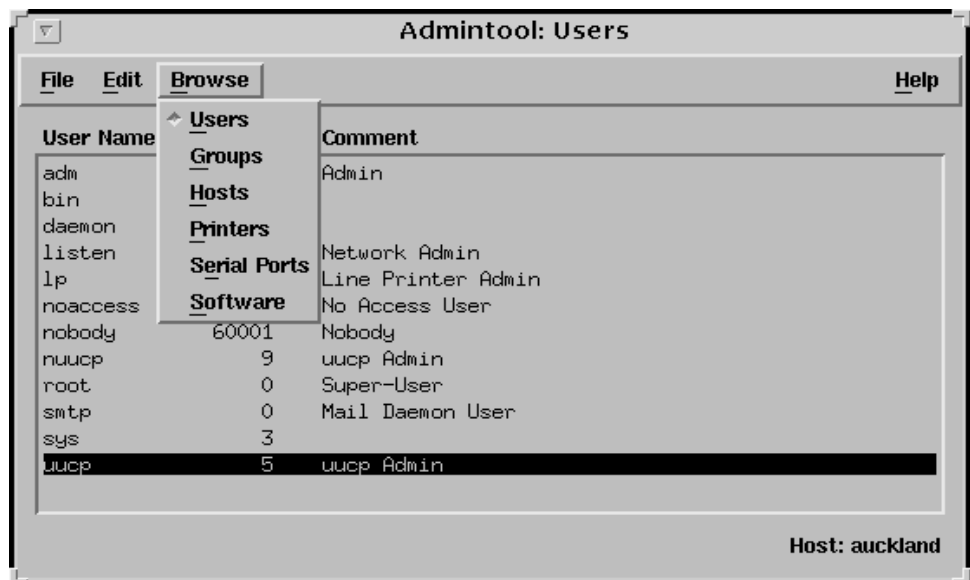 Admintool: Users
File Edit Browse Help
Users
Groups
Hosts
Printers
Serial Ports
Software
User Name Comment
adm Admin
bin
daemon
listen Network Admin
lp Line Printer Admin
noaccess No Access User
nobody 60001 Nobody
nuucp 9 uucp Admin
root 0 Super-User
smtp 0 Mail Daemon User
sys 3
uucp 5 uucp Admin
Host: auckland